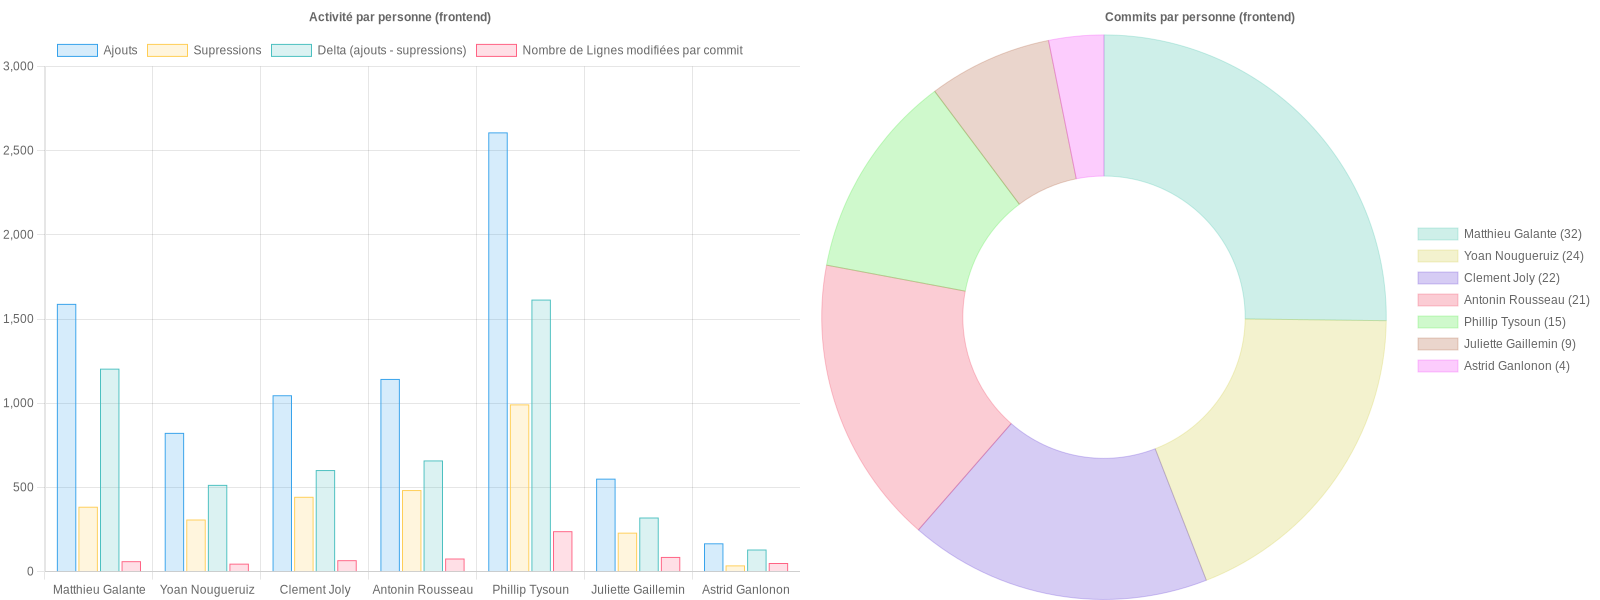 Activité par personne (frontend)
Ajouts Supressions Delta (ajouts - supressions) Nombre de Lignes modifiées par commit
3,000
2,500
2,000
1,500
1,000
500
0
Matthieu Galante Yoan Nougueruiz Clement Joly Antonin Rousseau Phillip Tysoun Juliette Gaillemin Astrid Ganlonon
Commits par personne (frontend)
Matthieu Galante (32)
Yoan Nougueruiz (24)
Clement Joly (22)
Antonin Rousseau (21)
Phillip Tysoun (15)
Juliette Gaillemin (9)
Astrid Ganlonon (4)